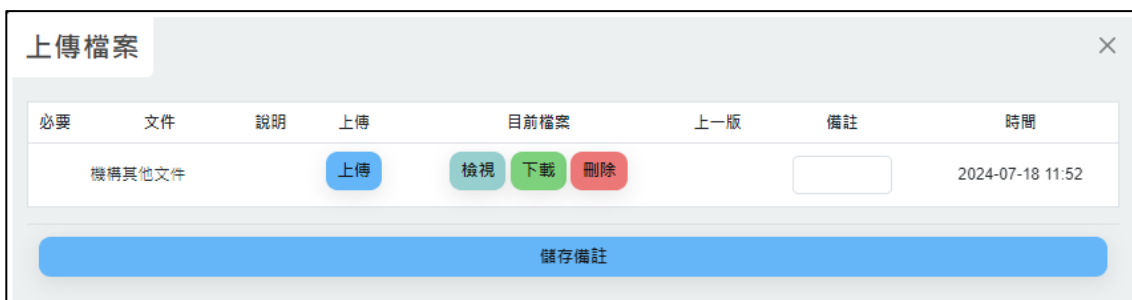 上傳檔案
必要 文件 說明 上傳 目前檔案 上一版 備註 時間
機構其他文件 上傳 檢視 下載 刪除 2024-07-18 11:52
儲存備註